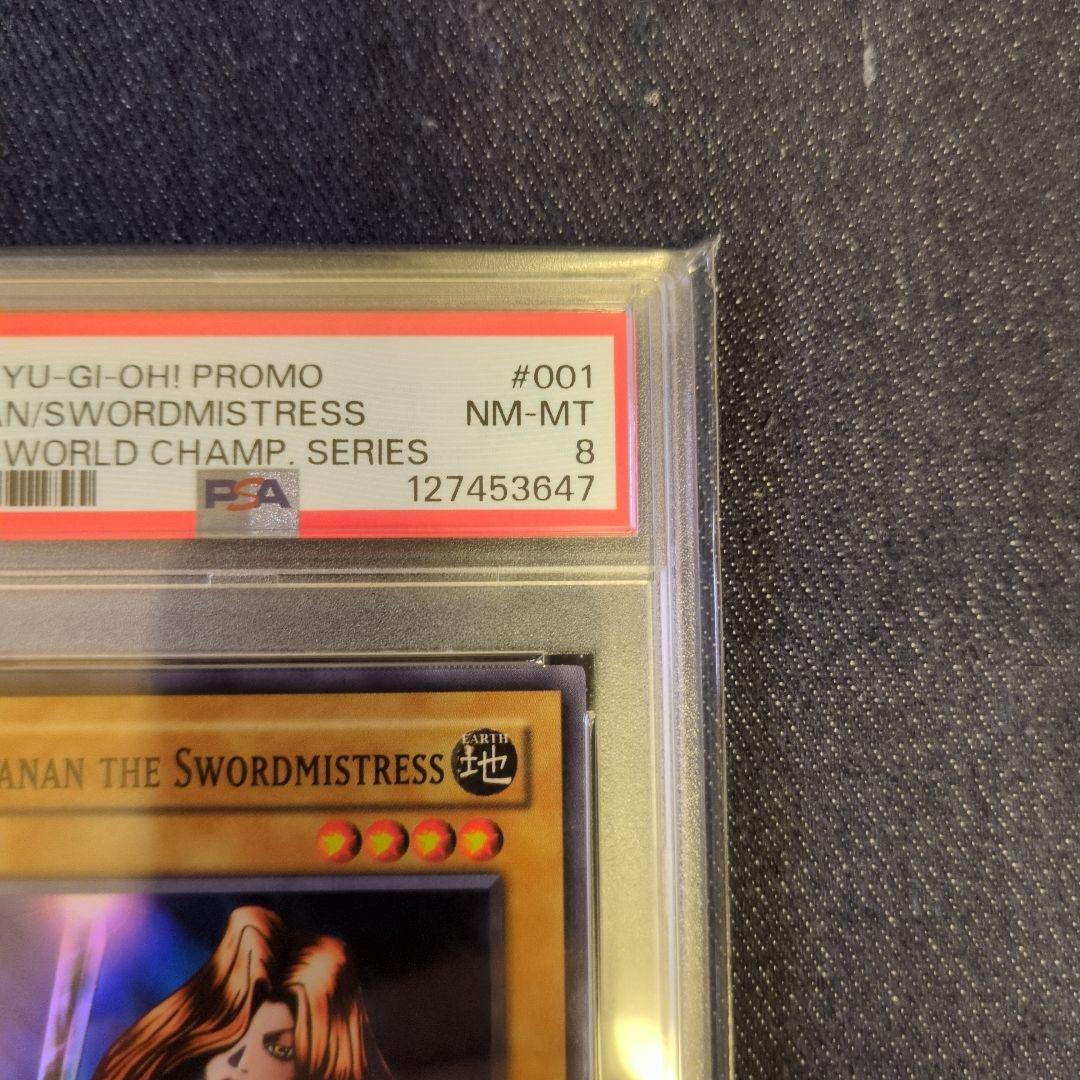 YU-GI-OH! PROMO #001
AN/SWORDMISTRESS NM-MT
WORLD CHAMP. SERIES 8
PSA 127453647
ANAN THE SWORDMISTRESS
EARTH
地